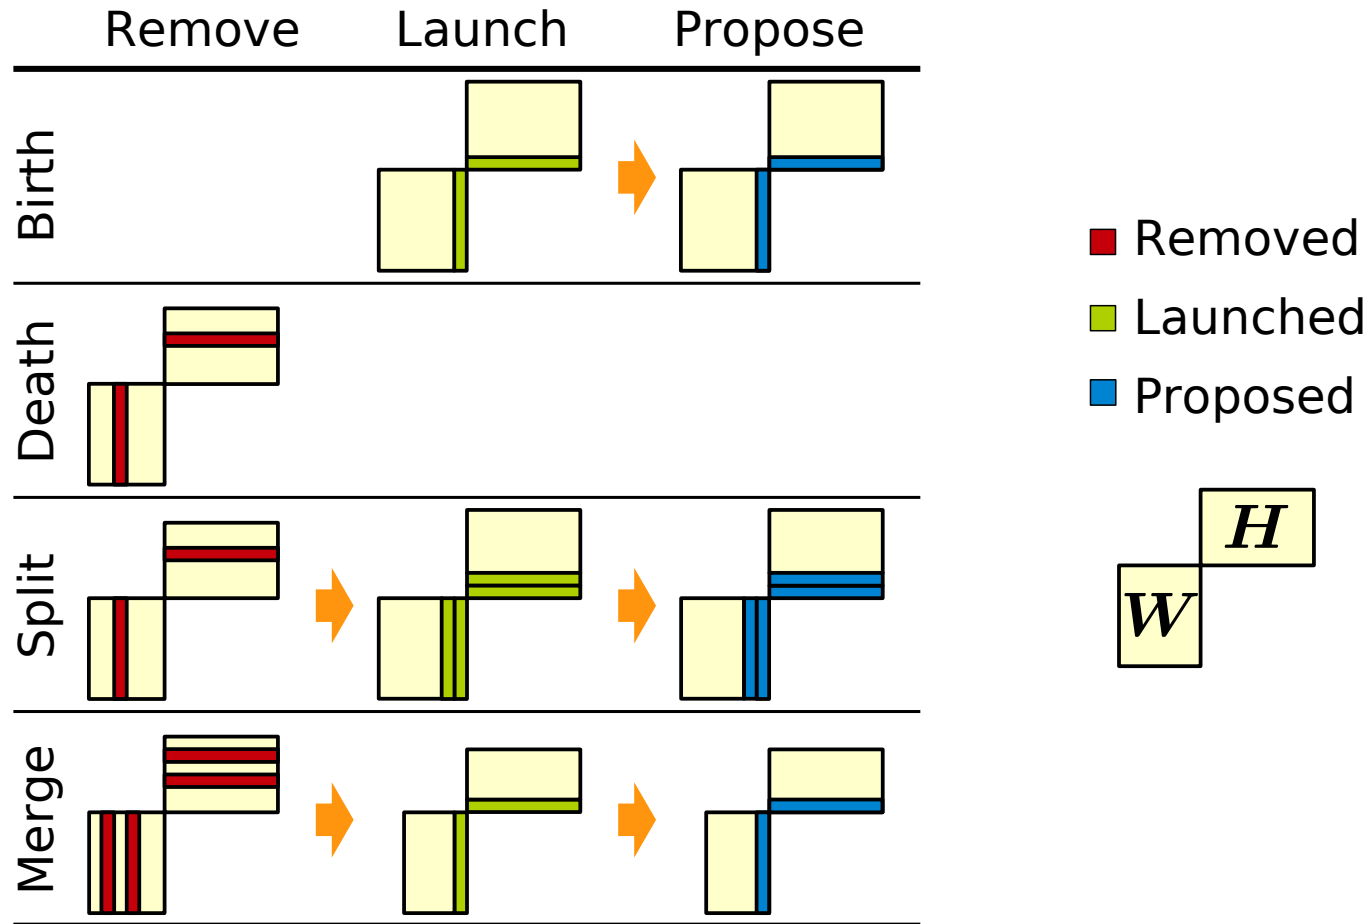 Remove Launch Propose
Birth
Death
Split
Merge
Removed
Launched
Proposed
H
W